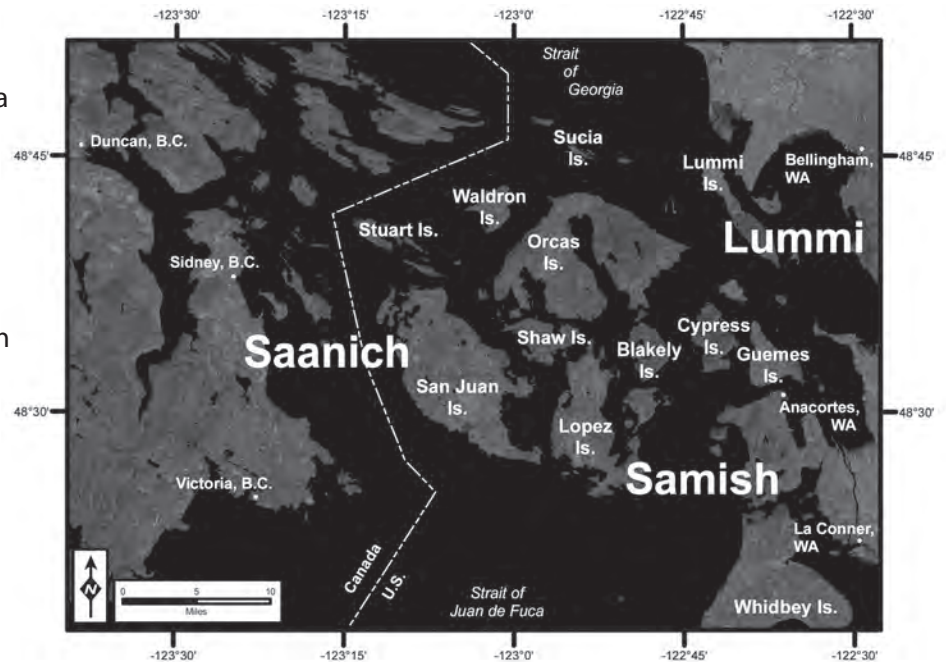 -123°30'
-123°15'
-123°0'
-122°45'
-122°30'
Strait
of
Georgia
a
Duncan, B.C.
Sucia
Is.
48°45'
48°45'
Lummi
Is.
Bellingham,
WA
Waldron
Is.
Stuart Is.
Orcas
Is.
Lummi
Sidney, B.C.
n
Saanich
Shaw Is.
Blakely
Is.
Cypress
Is.
Guemes
Is.
San Juan
Is.
48°30'
48°30'
Anacortes,
WA
Lopez
Is.
Samish
Victoria, B.C.
La Conner,
WA
Canada
U.S.
N
0 5 10
Miles
Strait of
Juan de Fuca
Whidbey Is.
-123°30'
-123°15'
-123°0'
-122°45'
-122°30'